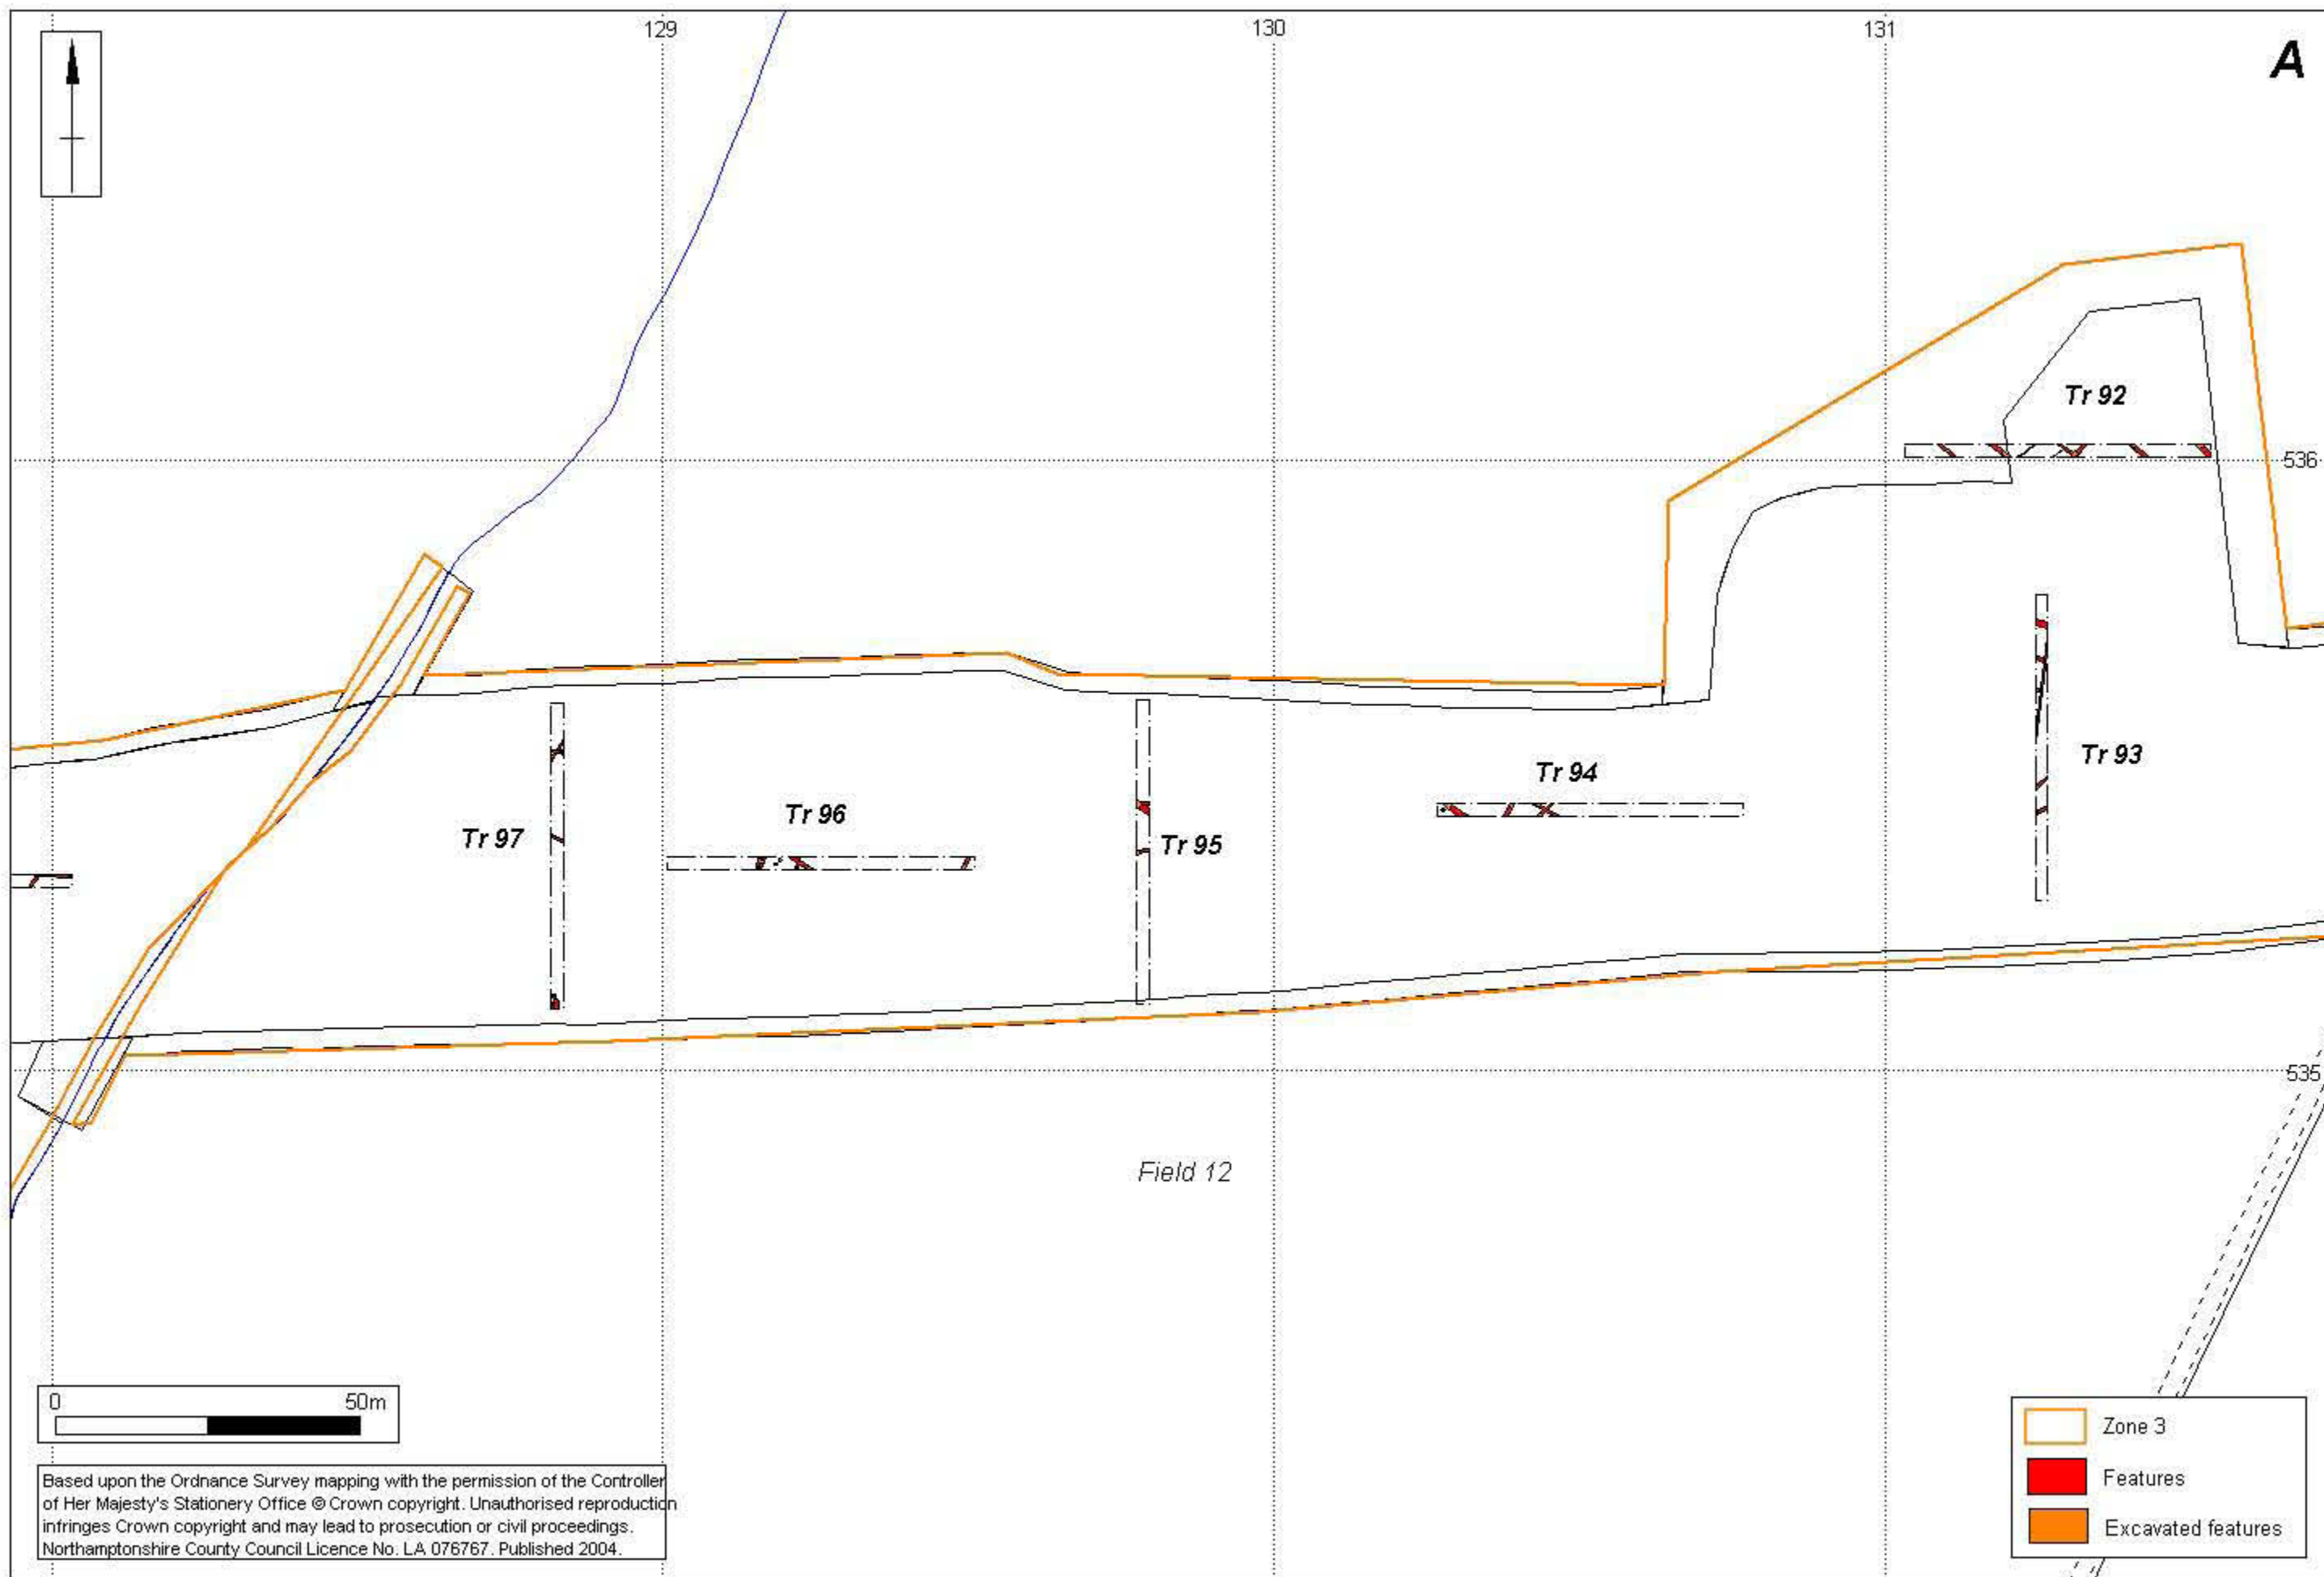 129
130
131
A
Tr 92
536
Tr 93
Tr 94
Tr 96
Tr 97
Tr 95
535
Field 12
0 50m
Based upon the Ordnance Survey mapping with the permission of the Controller
of Her Majesty's Stationery Office © Crown copyright. Unauthorised reproduction
infringes Crown copyright and may lead to prosecution or civil proceedings.
Northamptonshire County Council Licence No. LA 076767. Published 2004.
Zone 3
Features
Excavated features